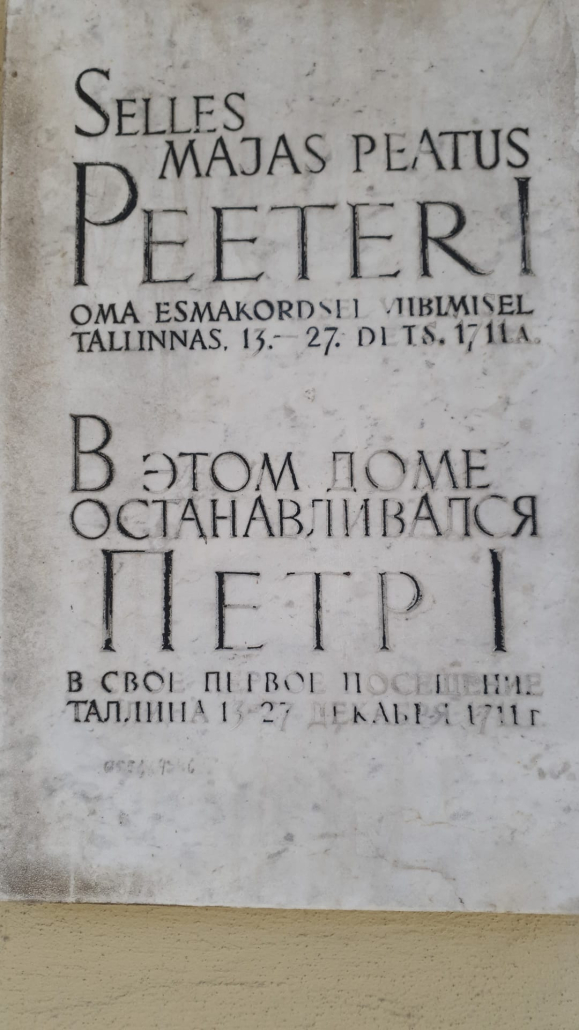 SELLES
MAJAS PEATUS
PEETER I
OMA ESMAKORDSEL VIIBIMISEL
TALLINNAS, 13.- 27. DETS. 1711 A.
В ЭТОМ ДОМЕ
ОСТАНАВЛИВАЛСЯ
ПЕТР I
В СВОЕ ПЕРВОЕ ПОСЕЩЕНИЕ
ТАЛЛИНА 13-27 ДЕКАБРЯ 1711 г